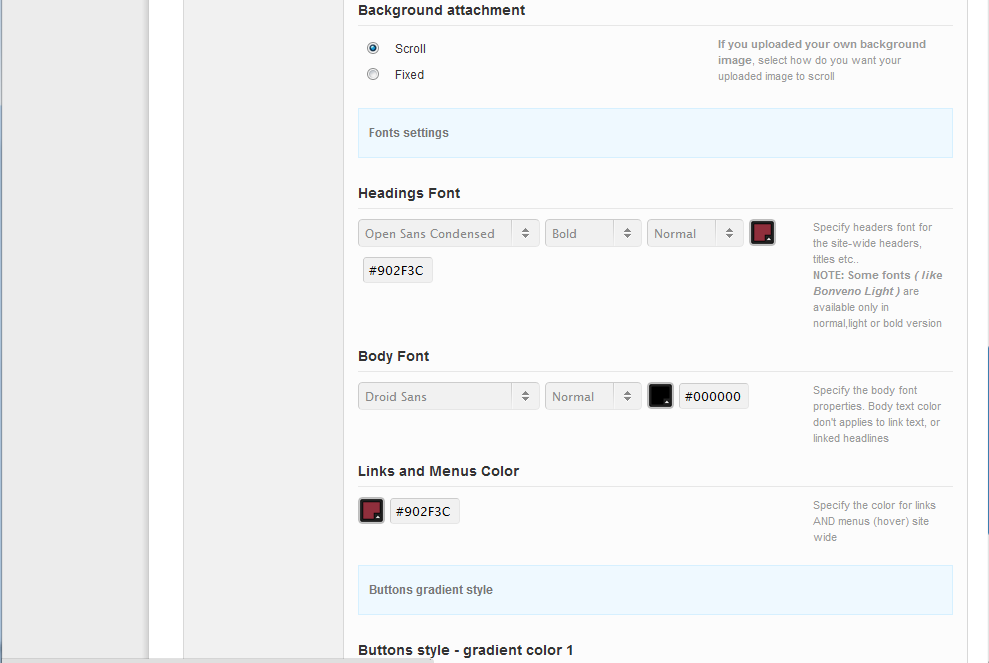 Background attachment
Scroll
Fixed
If you uploaded your own background
image, select how do you want your
uploaded image to scroll
Fonts settings
Headings Font
Open Sans Condensed
Bold
Normal
#902F3C
Specify headers font for
the site-wide headers,
titles etc..
NOTE: Some fonts ( like
Bonveno Light ) are
available only in
normal,light or bold version
Body Font
Droid Sans
Normal
#000000
Specify the body font
properties. Body text color
don't applies to link text, or
linked headlines
Links and Menus Color
#902F3C
Specify the color for links
AND menus (hover) site
wide
Buttons gradient style
Buttons style - gradient color 1